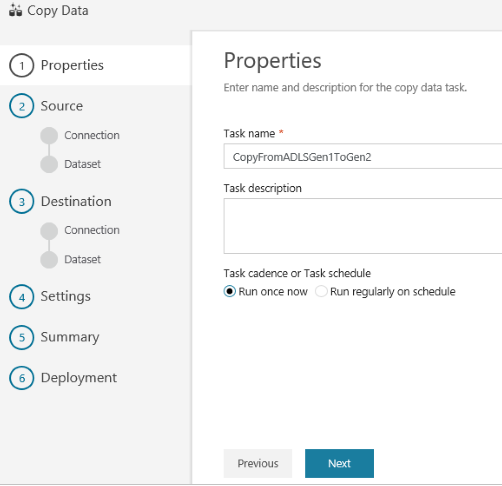 Copy Data
1 Properties
2 Source
Connection
Dataset
3 Destination
Connection
Dataset
4 Settings
5 Summary
6 Deployment
Properties
Enter name and description for the copy data task.
Task name *
CopyFromADLSGen1ToGen2
Task description
Task cadence or Task schedule
Run once now Run regularly on schedule
Previous Next